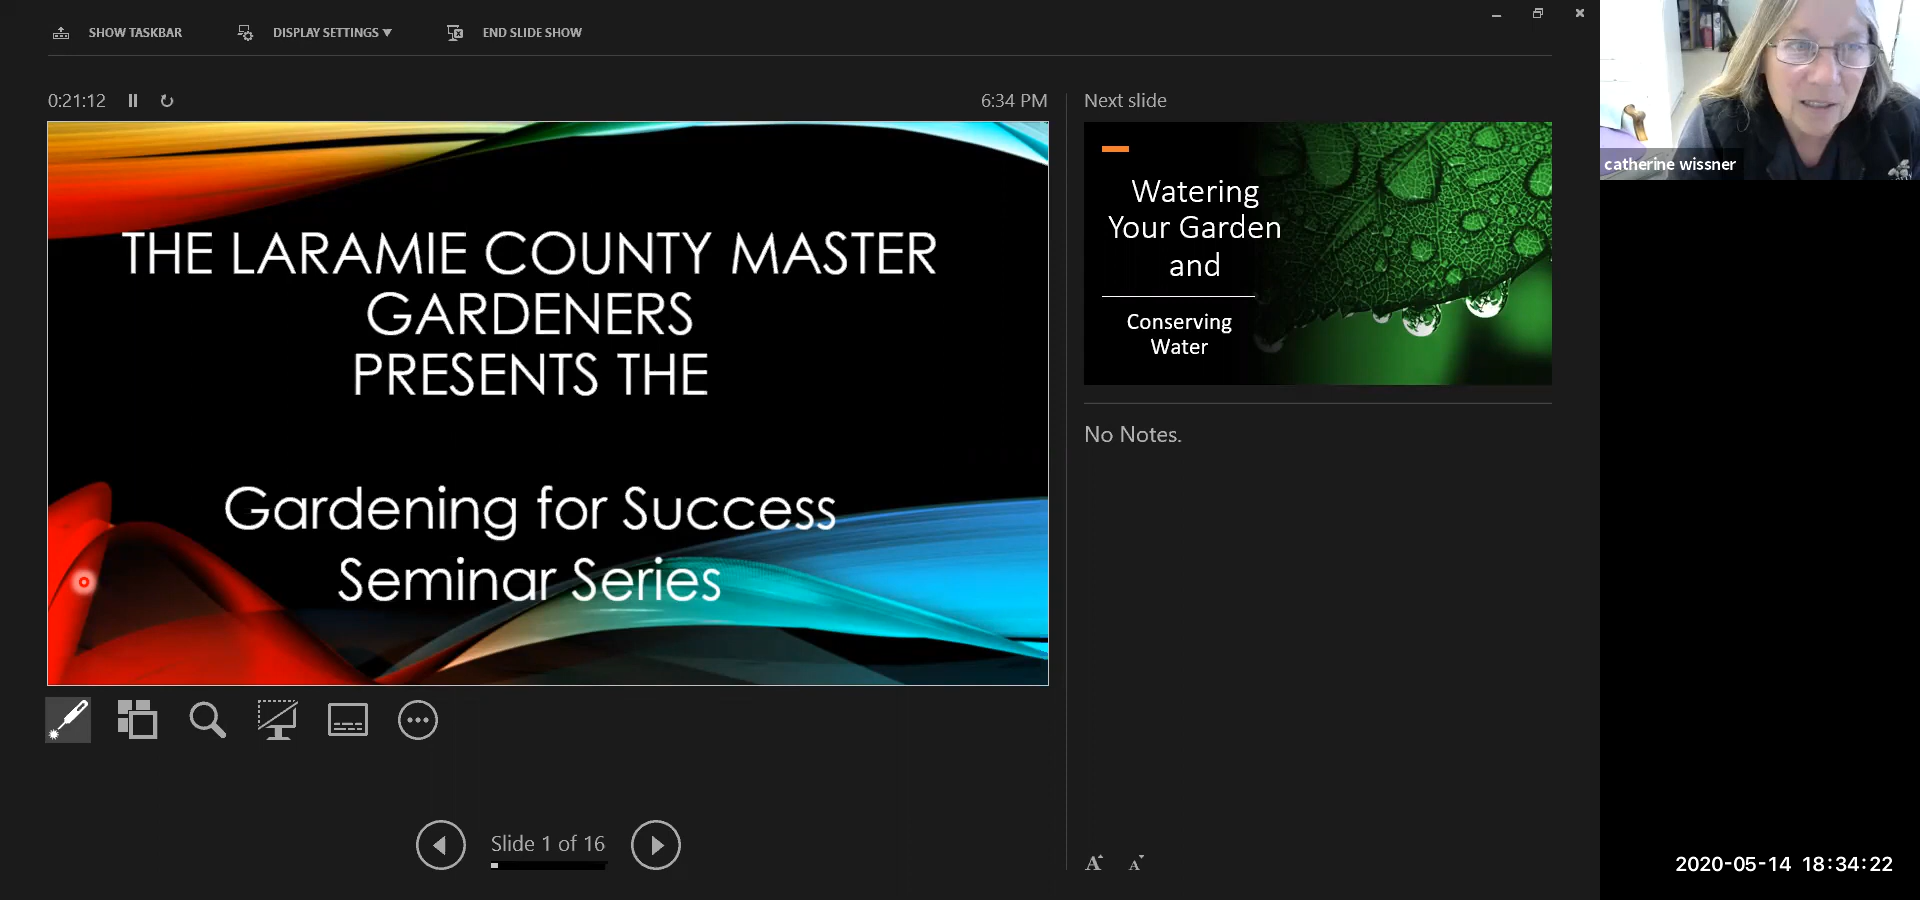 SHOW TASKBAR
DISPLAY SETTINGS ▼
END SLIDE SHOW
0:21:12
6:34 PM
THE LARAMIE COUNTY MASTER
GARDENERS
PRESENTS THE
Gardening for Success
Seminar Series
Next slide
Watering
Your Garden
and
Conserving
Water
No Notes.
Slide 1 of 16
A A
catherine wissner
2020-05-14 18:34:22